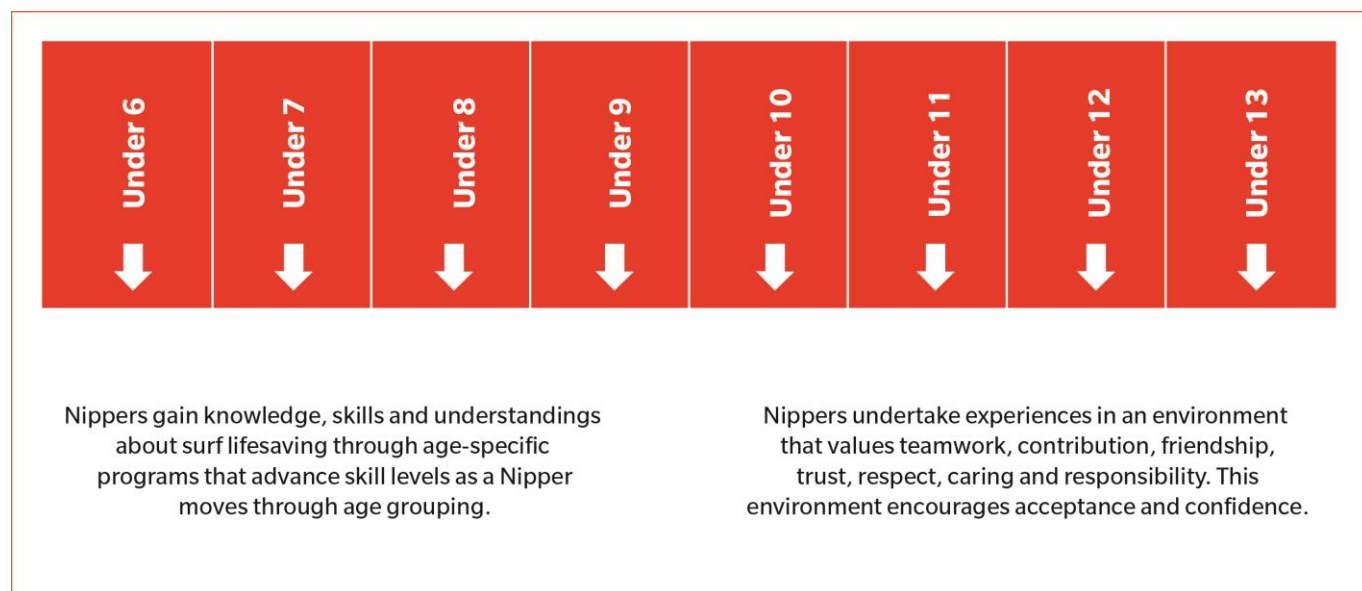 Under 6
Under 7
Under 8
Under 9
Under 10
Under 11
Under 12
Under 13
Nippers gain knowledge, skills and understandings
about surf lifesaving through age-specific
programs that advance skill levels as a Nipper
moves through age grouping.
Nippers undertake experiences in an environment
that values teamwork, contribution, friendship,
trust, respect, caring and responsibility. This
environment encourages acceptance and confidence.